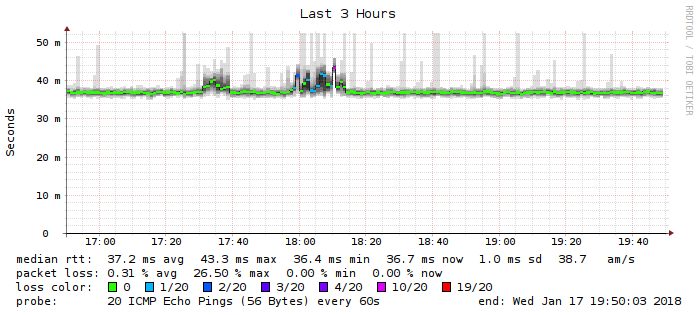 Last 3 Hours
RRDTOOL / TOBI OETIKER
Seconds
50 m
40 m
30 m
20 m
10 m
0
17:00 17:20 17:40 18:00 18:20 18:40 19:00 19:20 19:40
median rtt: 37.2 ms avg 43.3 ms max 36.4 ms min 36.7 ms now 1.0 ms sd 38.7 am/s
packet loss: 0.31 % avg 26.50 % max 0.00 % min 0.00 % now
loss color: 0 1/20 2/20 3/20 4/20 10/20 19/20
probe: 20 ICMP Echo Pings (56 Bytes) every 60s end: Wed Jan 17 19:50:03 2018